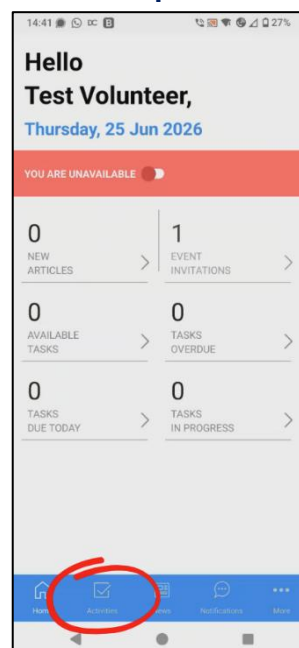 14:41 27%
Hello
Test Volunteer,
Thursday, 25 Jun 2026
YOU ARE UNAVAILABLE
0 1
NEW ARTICLES EVENT INVITATIONS
0 0
AVAILABLE TASKS TASKS OVERDUE
0 0
TASKS DUE TODAY TASKS IN PROGRESS
Home Activities News Notifications More